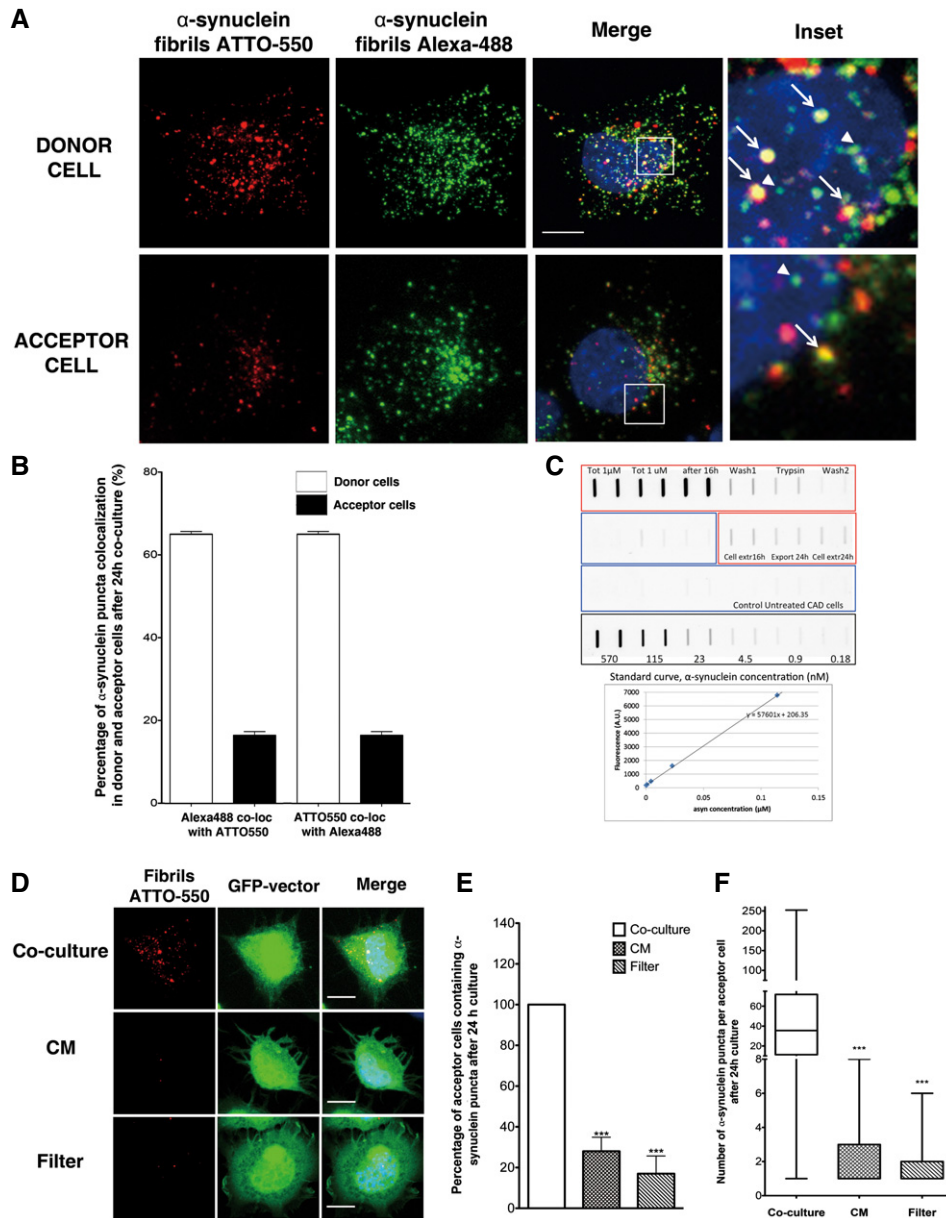 A
α-synuclein
fibrils ATTO-550
α-synuclein
fibrils Alexa-488
Merge
Inset
DONOR
CELL
ACCEPTOR
CELL
B
Percentage of α-synuclein puncta colocalization
in donor and acceptor cells after 24h co-culture (%)
80
60
40
20
0
Donor cells
Acceptor cells
Alexa488 co-loc
with ATTO550
ATTO550 co-loc
with Alexa488
C
Tot 1µM Tot 1 uM after 16h Wash1 Trypsin Wash2
Cell extr16h Export 24h Cell extr24h
Control Untreated CAD cells
570 115 23 4.5 0.9 0.18
Standard curve, α-synuclein concentration (nM)
Fluorescence (A.U.)
7000
6000
5000
4000
3000
2000
1000
0
y = 57601x + 206.35
0 0.05 0.1 0.15
asyn concentration (µM)
D
Fibrils
ATTO-550
GFP-vector
Merge
Co-culture
CM
Filter
E
Percentage of acceptor cells containing α-
synuclein puncta after 24 h culture
140
120
100
80
60
40
20
0
Co-culture
CM
Filter
***
***
F
Number of α-synuclein puncta per acceptor cell
after 24h culture
250
200
150
100
80
60
40
20
8
6
4
2
0
***
***
Co-culture CM Filter